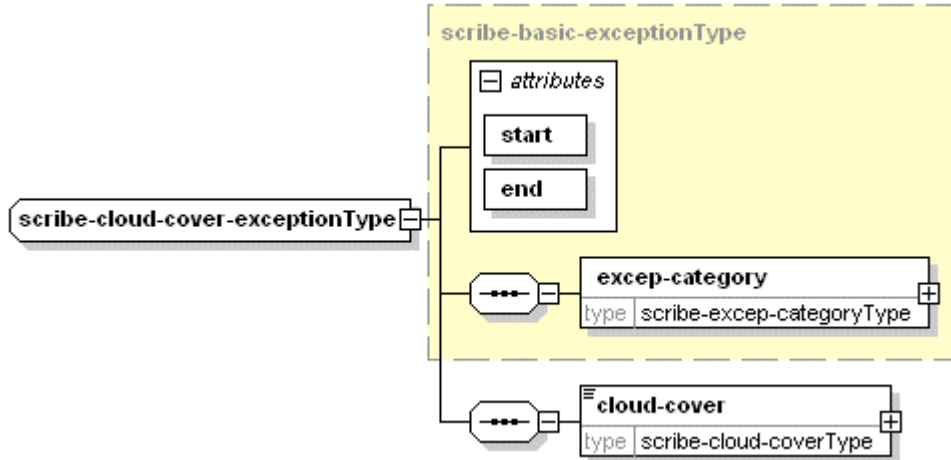 scribe-basic-exceptionType
attributes
start
end
scribe-cloud-cover-exceptionType
excep-category
type scribe-excep-categoryType
cloud-cover
type scribe-cloud-coverType